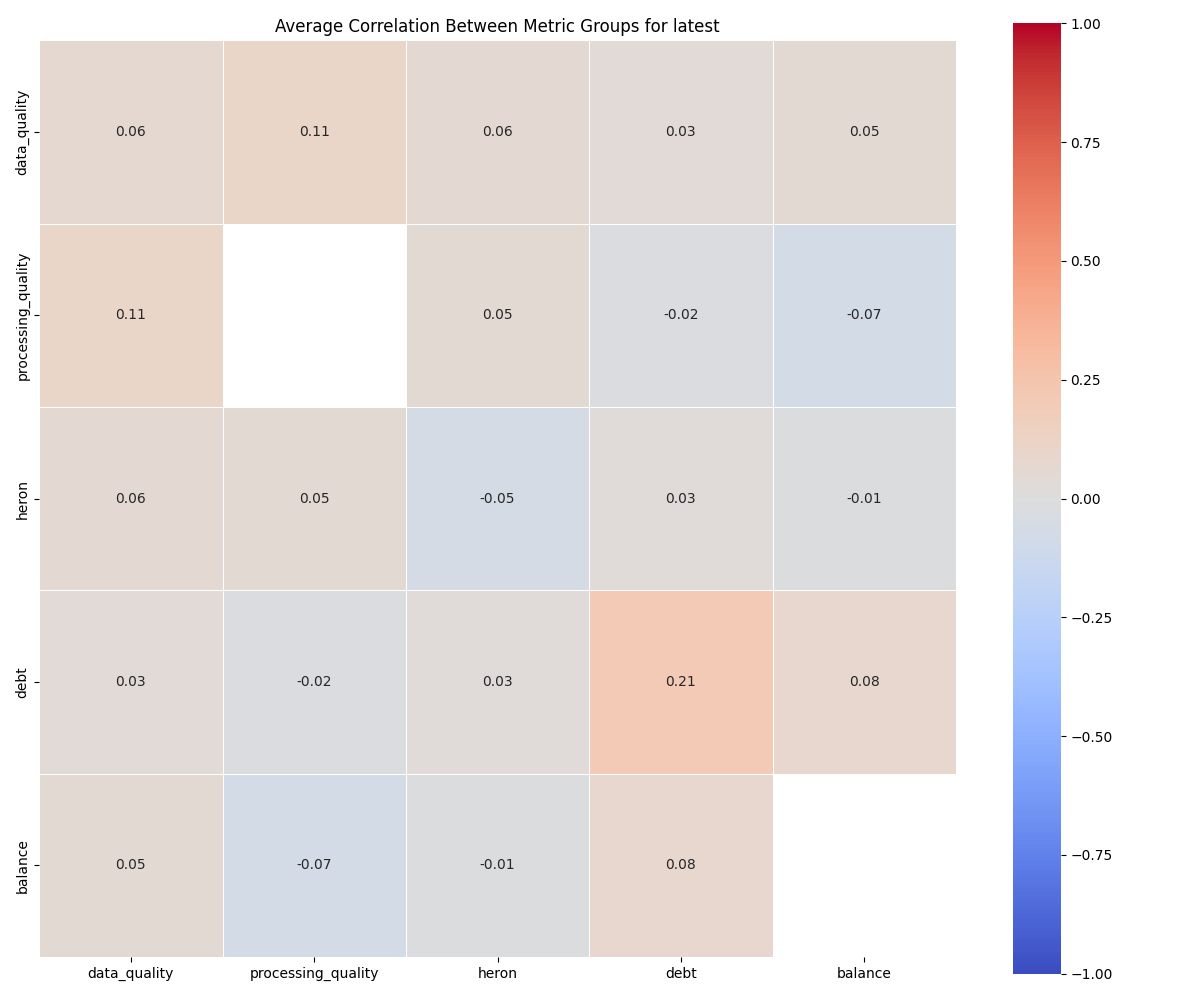 Average Correlation Between Metric Groups for latest
data_quality
0.06 0.11 0.06 0.03 0.05
processing_quality
0.11 0.05 -0.02 -0.07
heron
0.06 0.05 -0.05 0.03 -0.01
debt
0.03 -0.02 0.03 0.21 0.08
balance
0.05 -0.07 -0.01 0.08
data_quality processing_quality heron debt balance
1.00
0.75
0.50
0.25
0.00
−0.25
−0.50
−0.75
−1.00